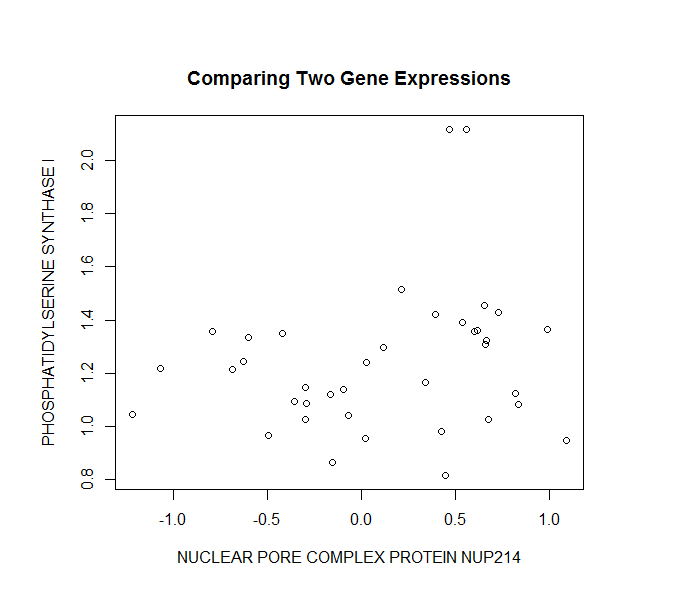 Comparing Two Gene Expressions
PHOSPHATIDYLSERINE SYNTHASE I
2.0
1.8
1.6
1.4
1.2
1.0
0.8
-1.0 -0.5 0.0 0.5 1.0
NUCLEAR PORE COMPLEX PROTEIN NUP214